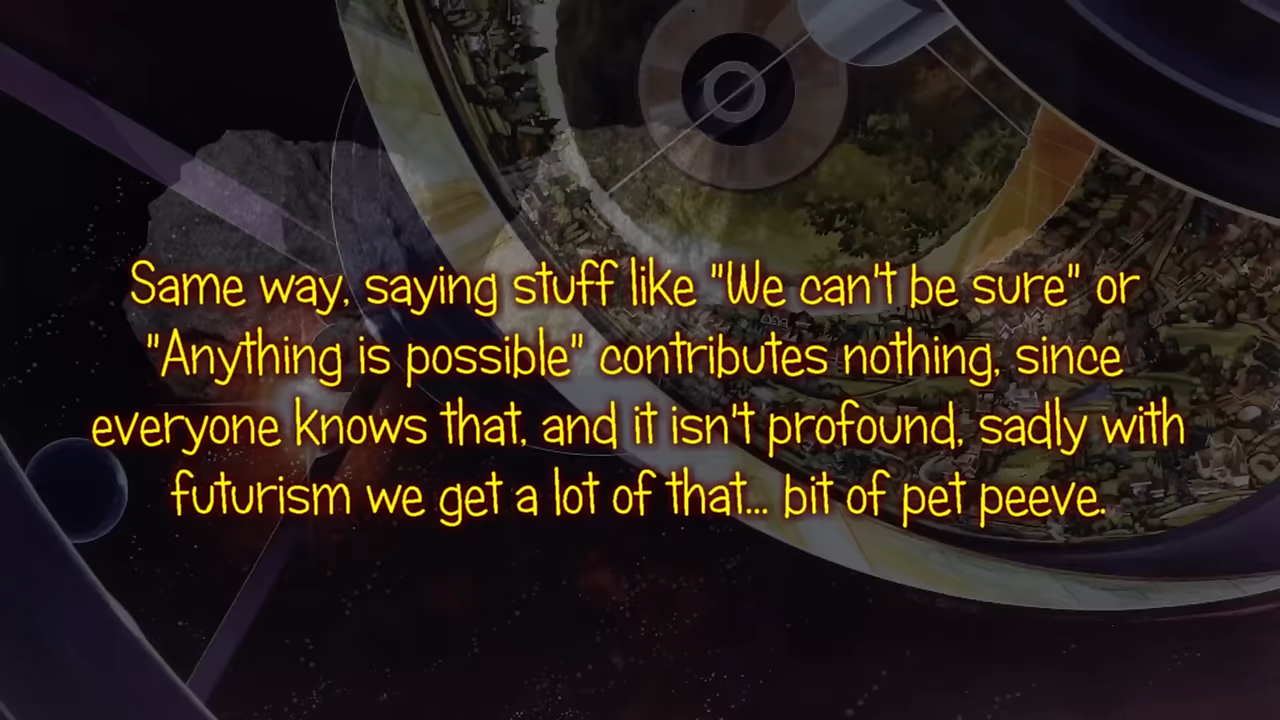 Same way, saying stuff like "We can't be sure" or
"Anything is possible" contributes nothing, since
everyone knows that, and it isn't profound, sadly with
futurism we get a lot of that... bit of pet peeve.